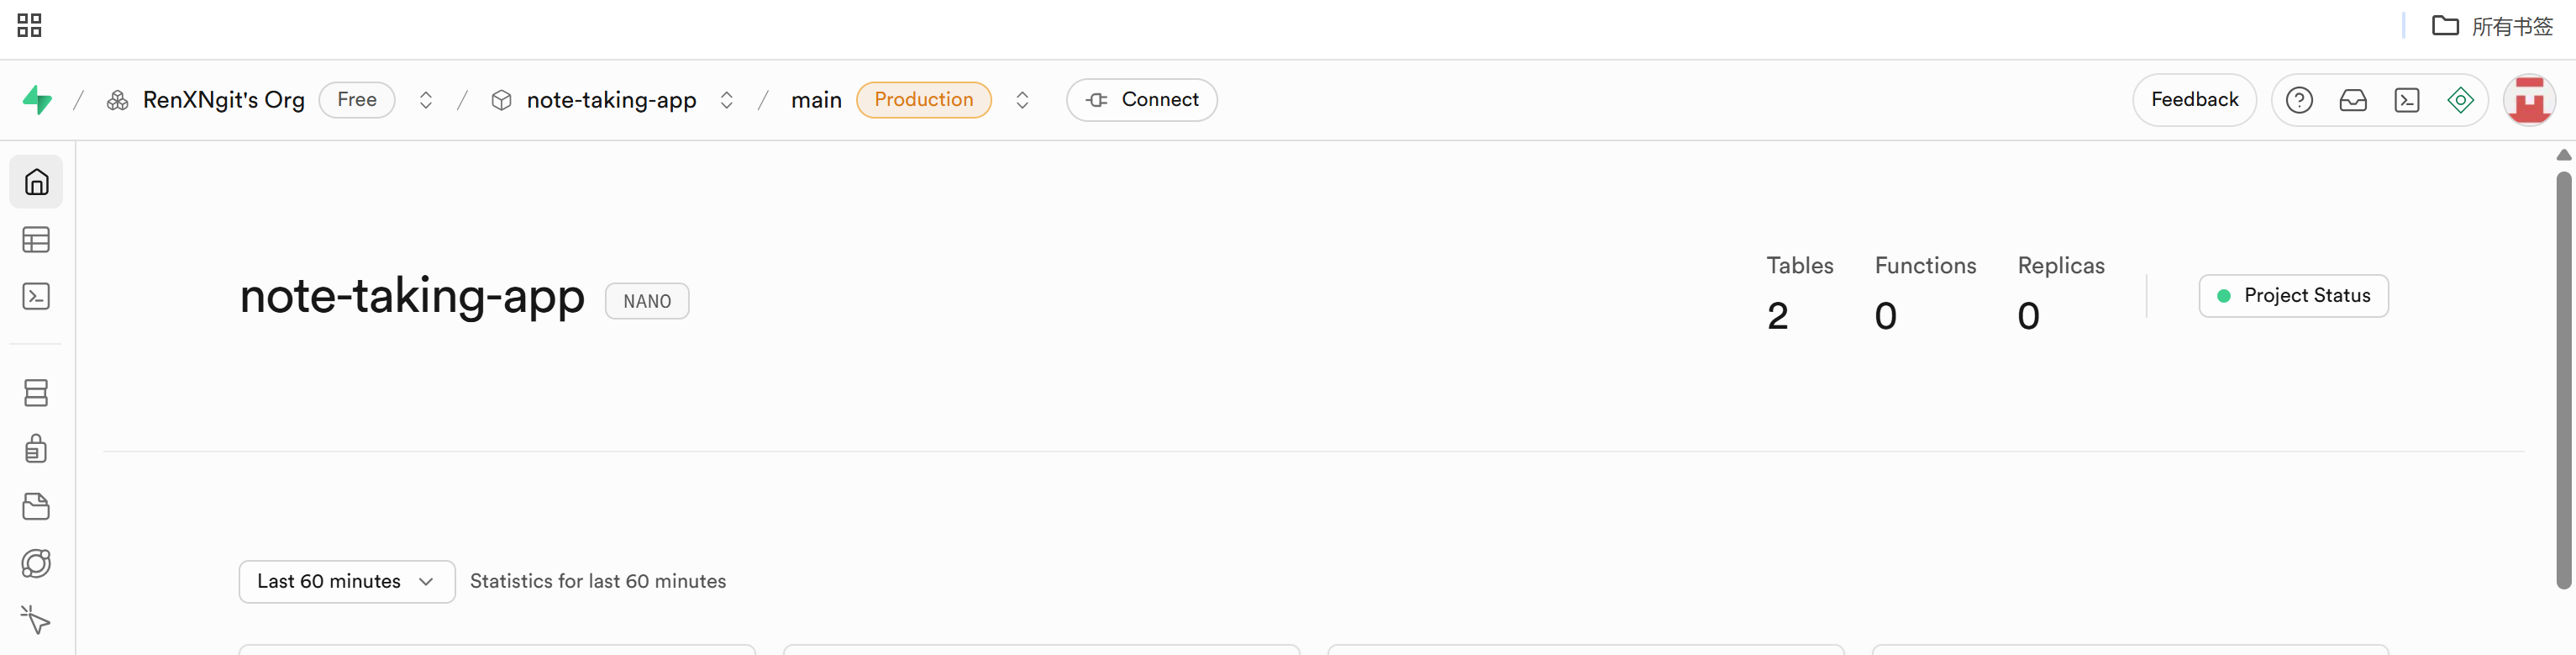 所有书签
/ RenXNgit's Org Free / note-taking-app / main Production Connect Feedback
note-taking-app NANO
Tables Functions Replicas
2 0 0
Project Status
Last 60 minutes Statistics for last 60 minutes